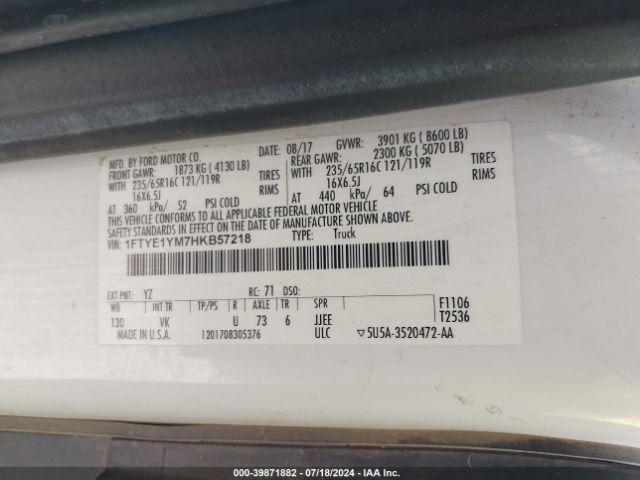 MFD. BY FORD MOTOR CO. DATE: 08/17 GVWR: 3901 KG ( 8600 LB)
FRONT GAWR: 1873 KG ( 4130 LB) REAR GAWR: 2300 KG ( 5070 LB)
WITH 235/65R16C 121/119R TIRES WITH 235/65R16C 121/119R TIRES
16X6.5J RIMS 16X6.5J RIMS
AT 360 kPa/ 52 PSI COLD AT 440 kPa/ 64 PSI COLD
THIS VEHICLE CONFORMS TO ALL APPLICABLE FEDERAL MOTOR VEHICLE
SAFETY STANDARDS IN EFFECT ON THE DATE OF MANUFACTURE SHOWN ABOVE.
VIN: 1FTYE1YM7HKB57218 TYPE: Truck
EXT PNT: YZ RC: 71 DSO:
WB INT TR TP/PS R AXLE TR SPR F1106
130 VK U 73 6 JJEE T2536
MADE IN U.S.A. 1201708305376 ULC ▽5U5A-3520472-AA
000-39871882 / 07/18/2024 - IAA Inc.